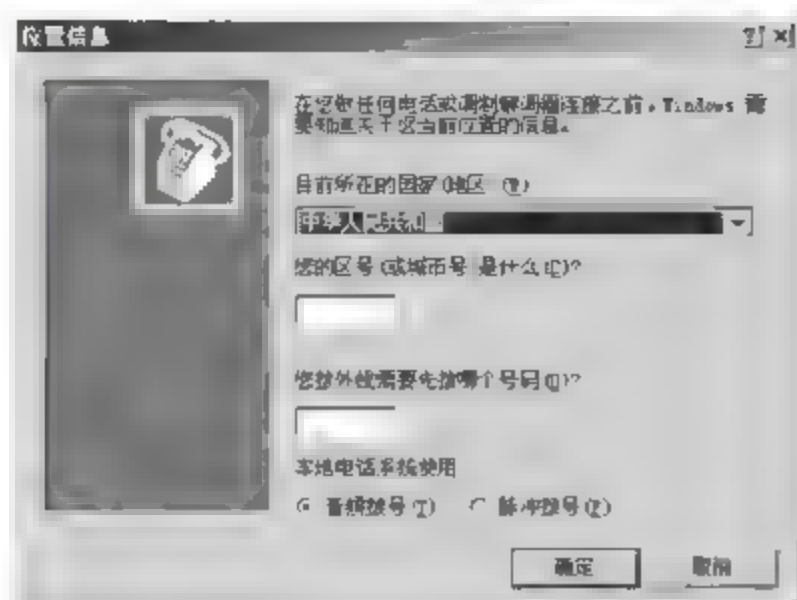 位置信息
在您做任何电话或调制解调器连接之前，Windows 需
要知道关于您当前位置的信息。
目前所在的国家(地区)(W)
中华人民共和
您的区号(或城市号)是什么(C)?
您拨外线需要先拨哪个号码(O)?
本地电话系统使用
音频拨号(T) 脉冲拨号(P)
确定 取消